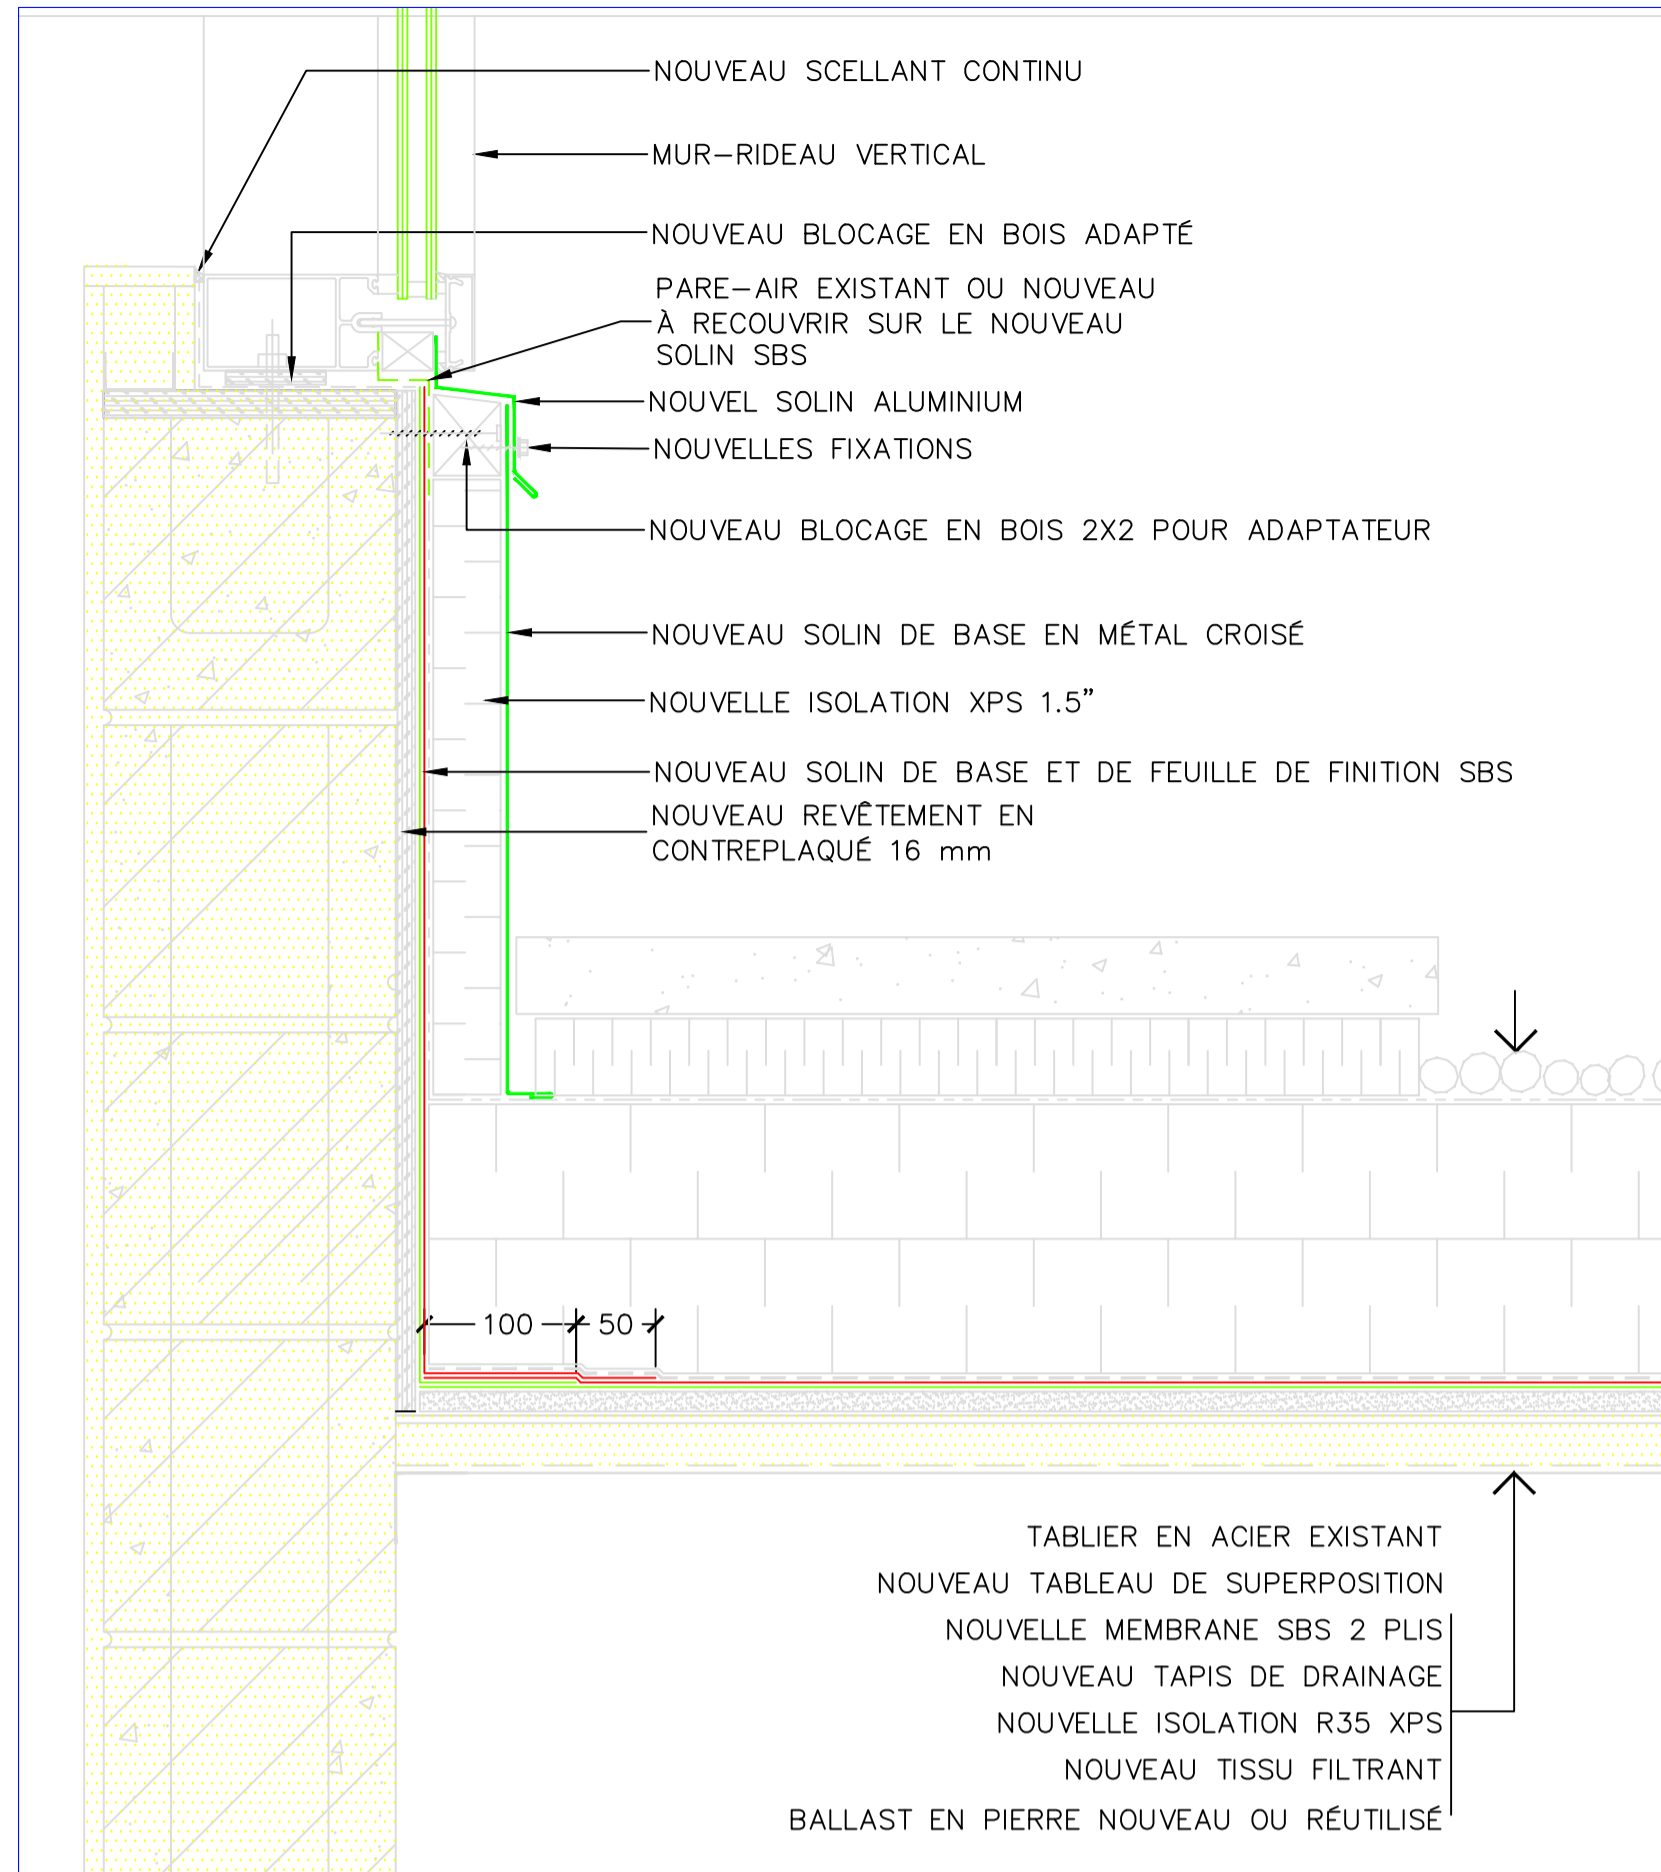 NOUVEAU SCELLANT CONTINU
MUR-RIDEAU VERTICAL
NOUVEAU BLOCAGE EN BOIS ADAPTÉ
PARE-AIR EXISTANT OU NOUVEAU
À RECOUVRIR SUR LE NOUVEAU
SOLIN SBS
NOUVEL SOLIN ALUMINIUM
NOUVELLES FIXATIONS
NOUVEAU BLOCAGE EN BOIS 2X2 POUR ADAPTATEUR
NOUVEAU SOLIN DE BASE EN MÉTAL CROISÉ
NOUVELLE ISOLATION XPS 1.5”
NOUVEAU SOLIN DE BASE ET DE FEUILLE DE FINITION SBS
NOUVEAU REVÊTEMENT EN
CONTREPLAQUÉ 16 mm
100 50
TABLIER EN ACIER EXISTANT
NOUVEAU TABLEAU DE SUPERPOSITION
NOUVELLE MEMBRANE SBS 2 PLIS
NOUVEAU TAPIS DE DRAINAGE
NOUVELLE ISOLATION R35 XPS
NOUVEAU TISSU FILTRANT
BALLAST EN PIERRE NOUVEAU OU RÉUTILISÉ